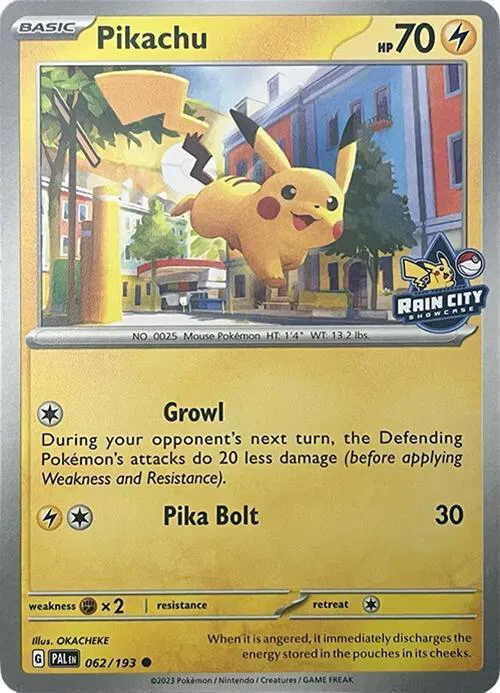 BASIC Pikachu HP 70
RAIN CITY
SHOWCASE
NO. 0025 Mouse Pokémon HT: 1'4" WT: 13.2 lbs.
Growl
During your opponent's next turn, the Defending
Pokémon's attacks do 20 less damage (before applying
Weakness and Resistance).
Pika Bolt 30
weakness ×2 resistance retreat
Illus. OKACHEKE
When it is angered, it immediately discharges the
energy stored in the pouches in its cheeks.
G PAL EN 062/193
©2023 Pokémon / Nintendo / Creatures / GAME FREAK